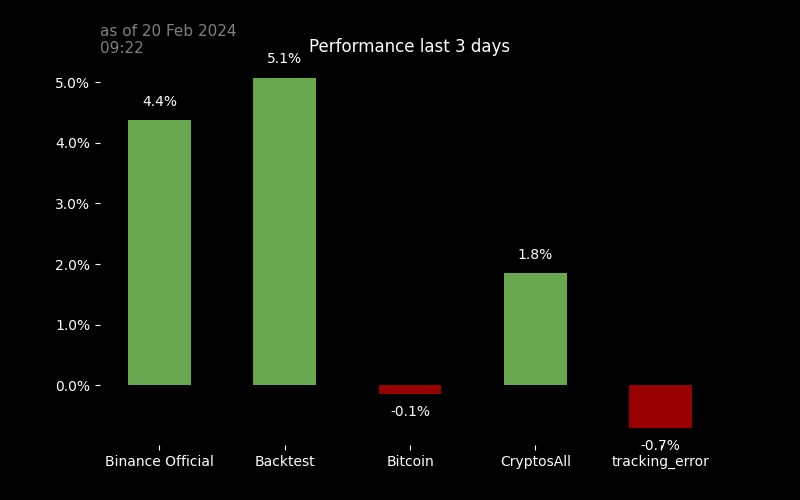 as of 20 Feb 2024
09:22
Performance last 3 days
5.1%
5.0%
4.4%
4.0%
3.0%
2.0%
1.8%
1.0%
0.0%
-0.1%
-0.7%
Binance Official
Backtest
Bitcoin
CryptosAll
tracking_error